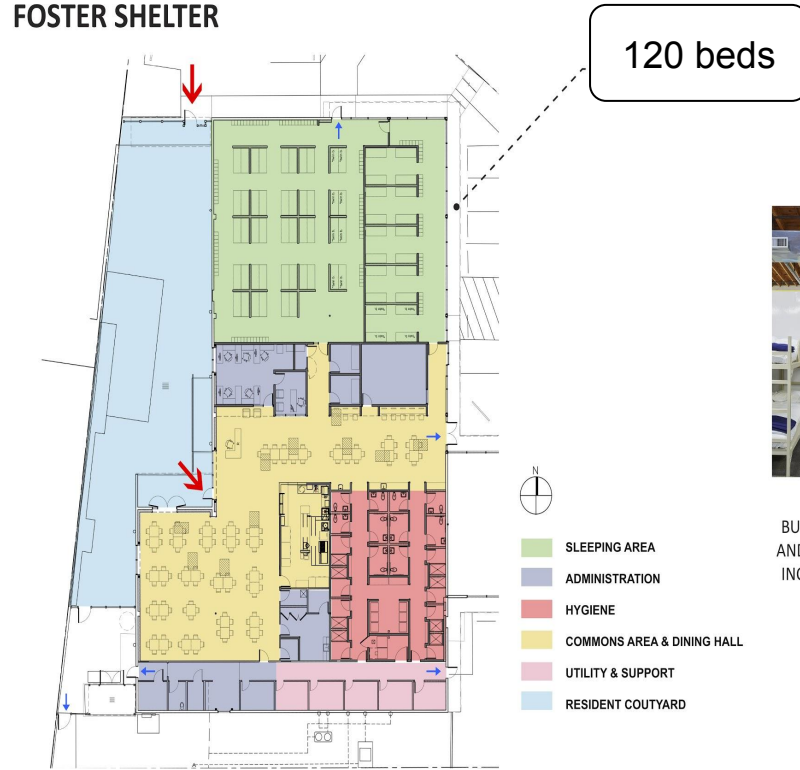 FOSTER SHELTER
120 beds
N
SLEEPING AREA
ADMINISTRATION
HYGIENE
COMMONS AREA & DINING HALL
UTILITY & SUPPORT
RESIDENT COUTYARD
BU
AND
INC